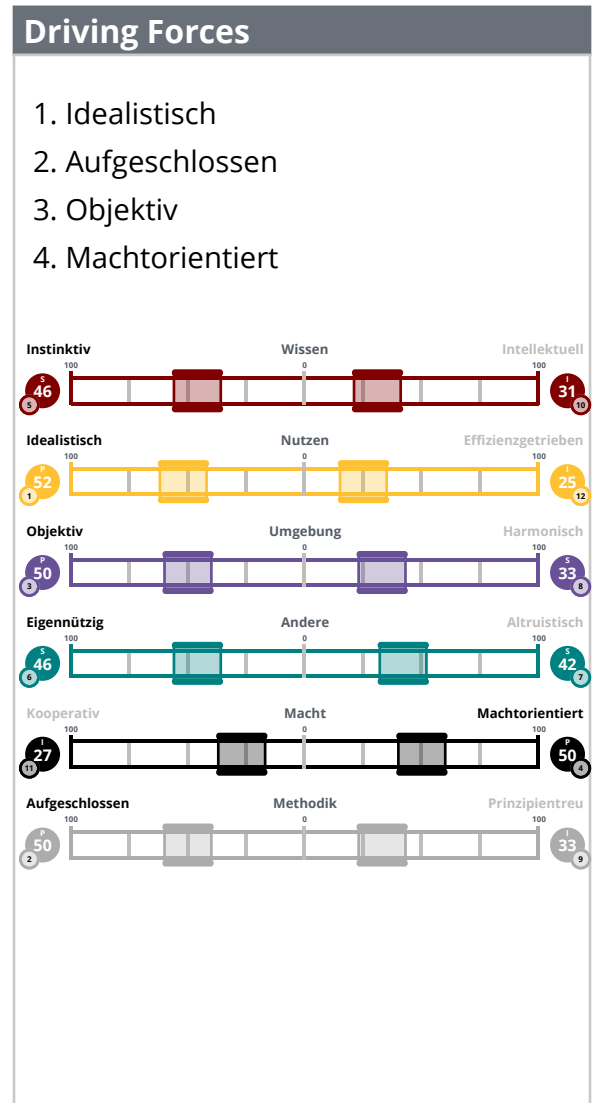 Driving Forces
1. Idealistisch
2. Aufgeschlossen
3. Objektiv
4. Machtorientiert
Instinktiv Wissen Intellektuell
100 0 100
S 46 5 I 31 10
Idealistisch Nutzen Effizienzgetrieben
100 0 100
P 52 1 I 25 12
Objektiv Umgebung Harmonisch
100 0 100
P 50 3 S 33 8
Eigennützig Andere Altruistisch
100 0 100
S 46 6 S 42 7
Kooperativ Macht Machtorientiert
100 0 100
I 27 11 P 50 4
Aufgeschlossen Methodik Prinzipientreu
100 0 100
P 50 2 I 33 9